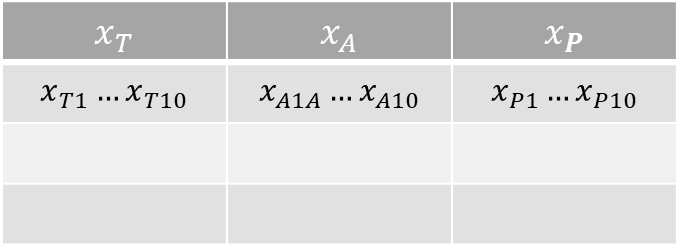 x_T x_A x_P
x_T1 ... x_T10 x_A1A ... x_A10 x_P1 ... x_P10